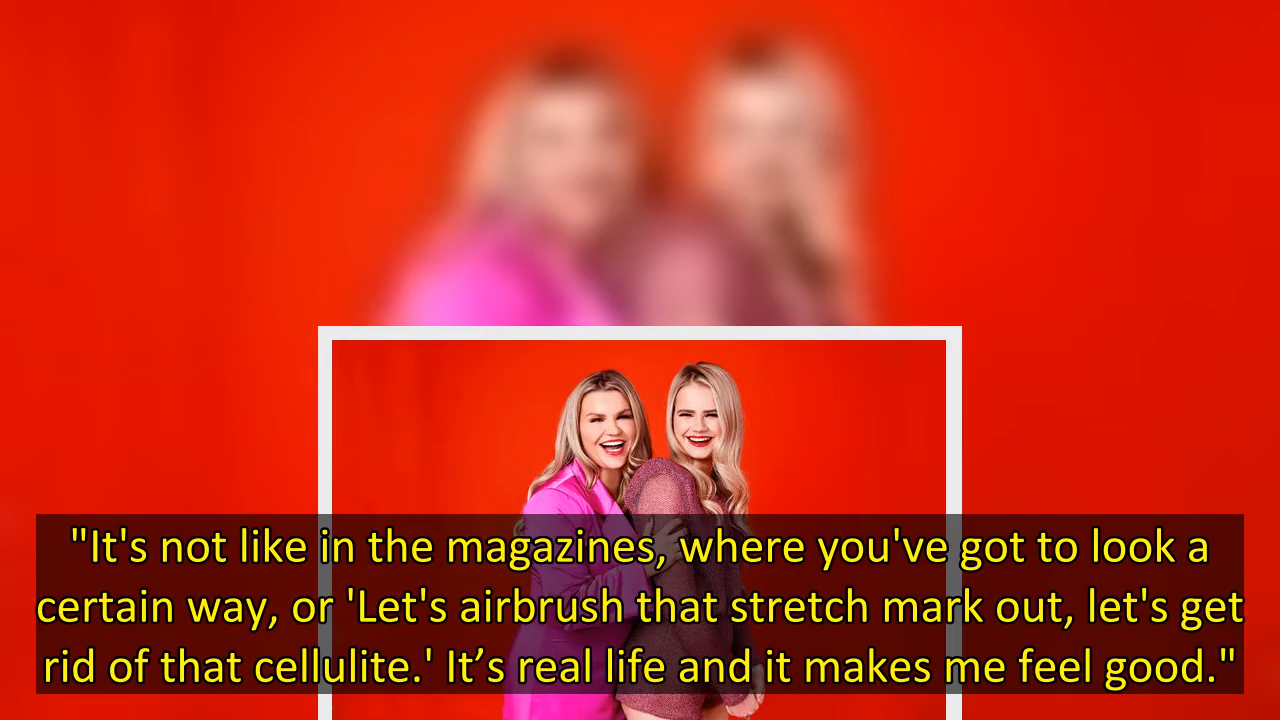 "It's not like in the magazines, where you've got to look a
certain way, or 'Let's airbrush that stretch mark out, let's get
rid of that cellulite.' It’s real life and it makes me feel good."